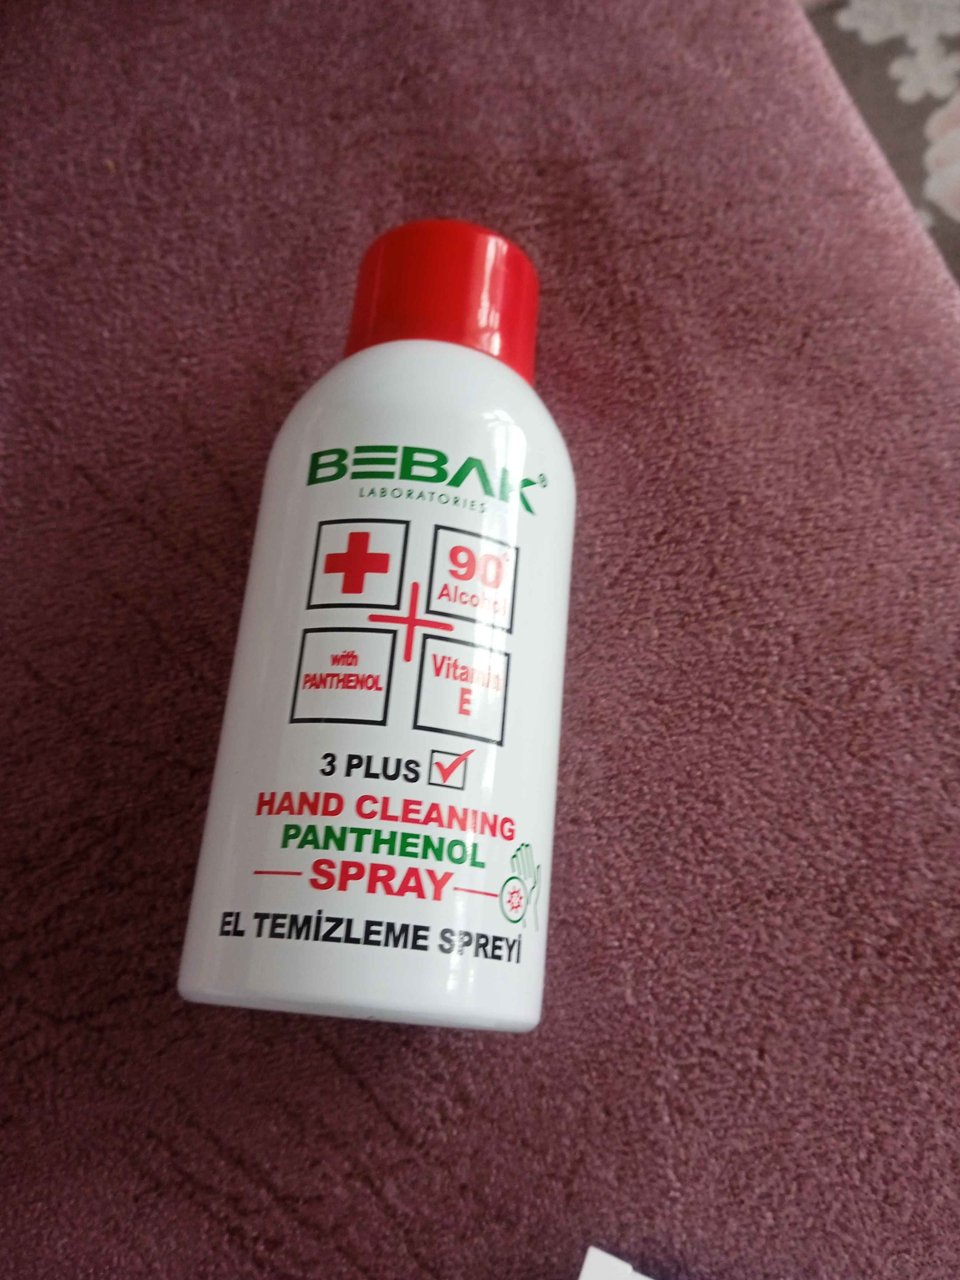 BEBAK®
LABORATORIES
90°
Alcohol
with
PANTHENOL
Vitamin
E
3 PLUS
HAND CLEANING
PANTHENOL
SPRAY
EL TEMİZLEME SPREYİ